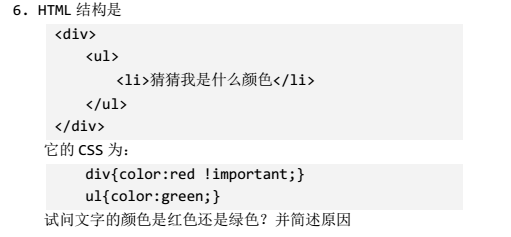 6. HTML 结构是
<div>
<ul>
<li>猜猜我是什么颜色</li>
</ul>
</div>
它的 CSS 为:
div{color:red !important;}
ul{color:green;}
试问文字的颜色是红色还是绿色？并简述原因